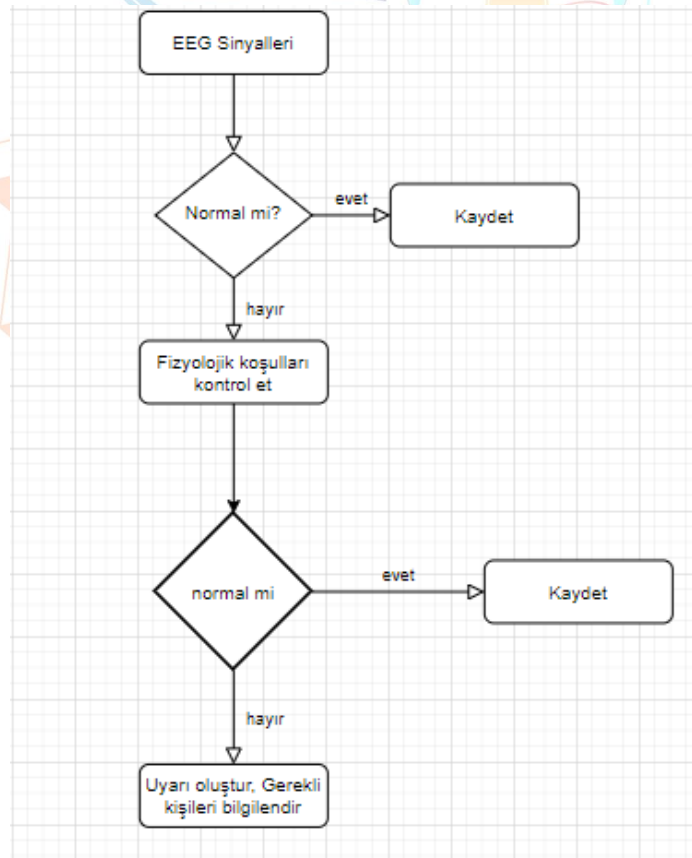 EEG Sinyalleri
Normal mi?
evet
Kaydet
hayır
Fizyolojik koşulları
kontrol et
normal mi
evet
Kaydet
hayır
Uyarı oluştur, Gerekli
kişileri bilgilendir